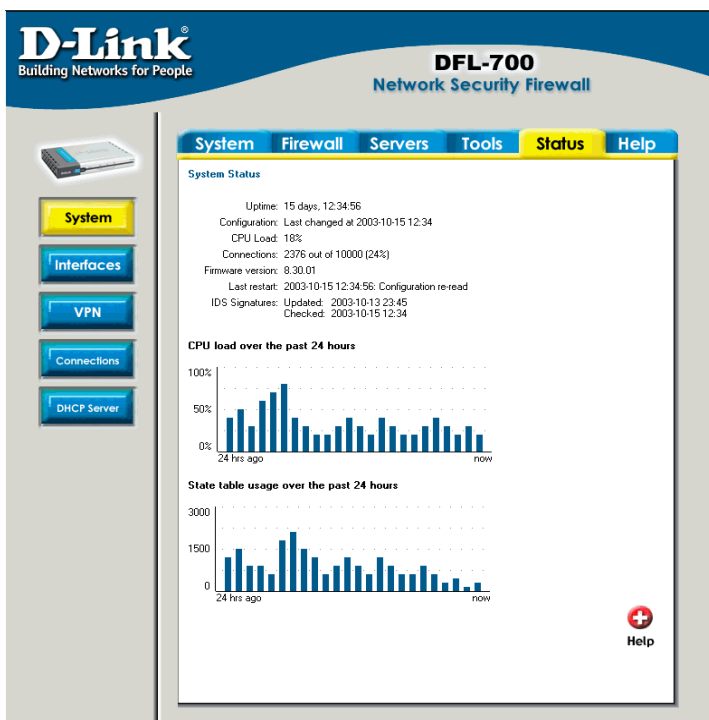 D-Link®
Building Networks for People
DFL-700
Network Security Firewall
System Firewall Servers Tools Status Help
System
Interfaces
VPN
Connections
DHCP Server
System Status
Uptime: 15 days, 12:34:56
Configuration: Last changed at 2003-10-15 12:34
CPU Load: 18%
Connections: 2376 out of 10000 (24%)
Firmware version: 8.30.01
Last restart: 2003-10-15 12:34:56: Configuration re-read
IDS Signatures: Updated: 2003-10-13 23:45
Checked: 2003-10-15 12:34
CPU load over the past 24 hours
100%
50%
0%
24 hrs ago now
State table usage over the past 24 hours
3000
1500
0
24 hrs ago now
Help